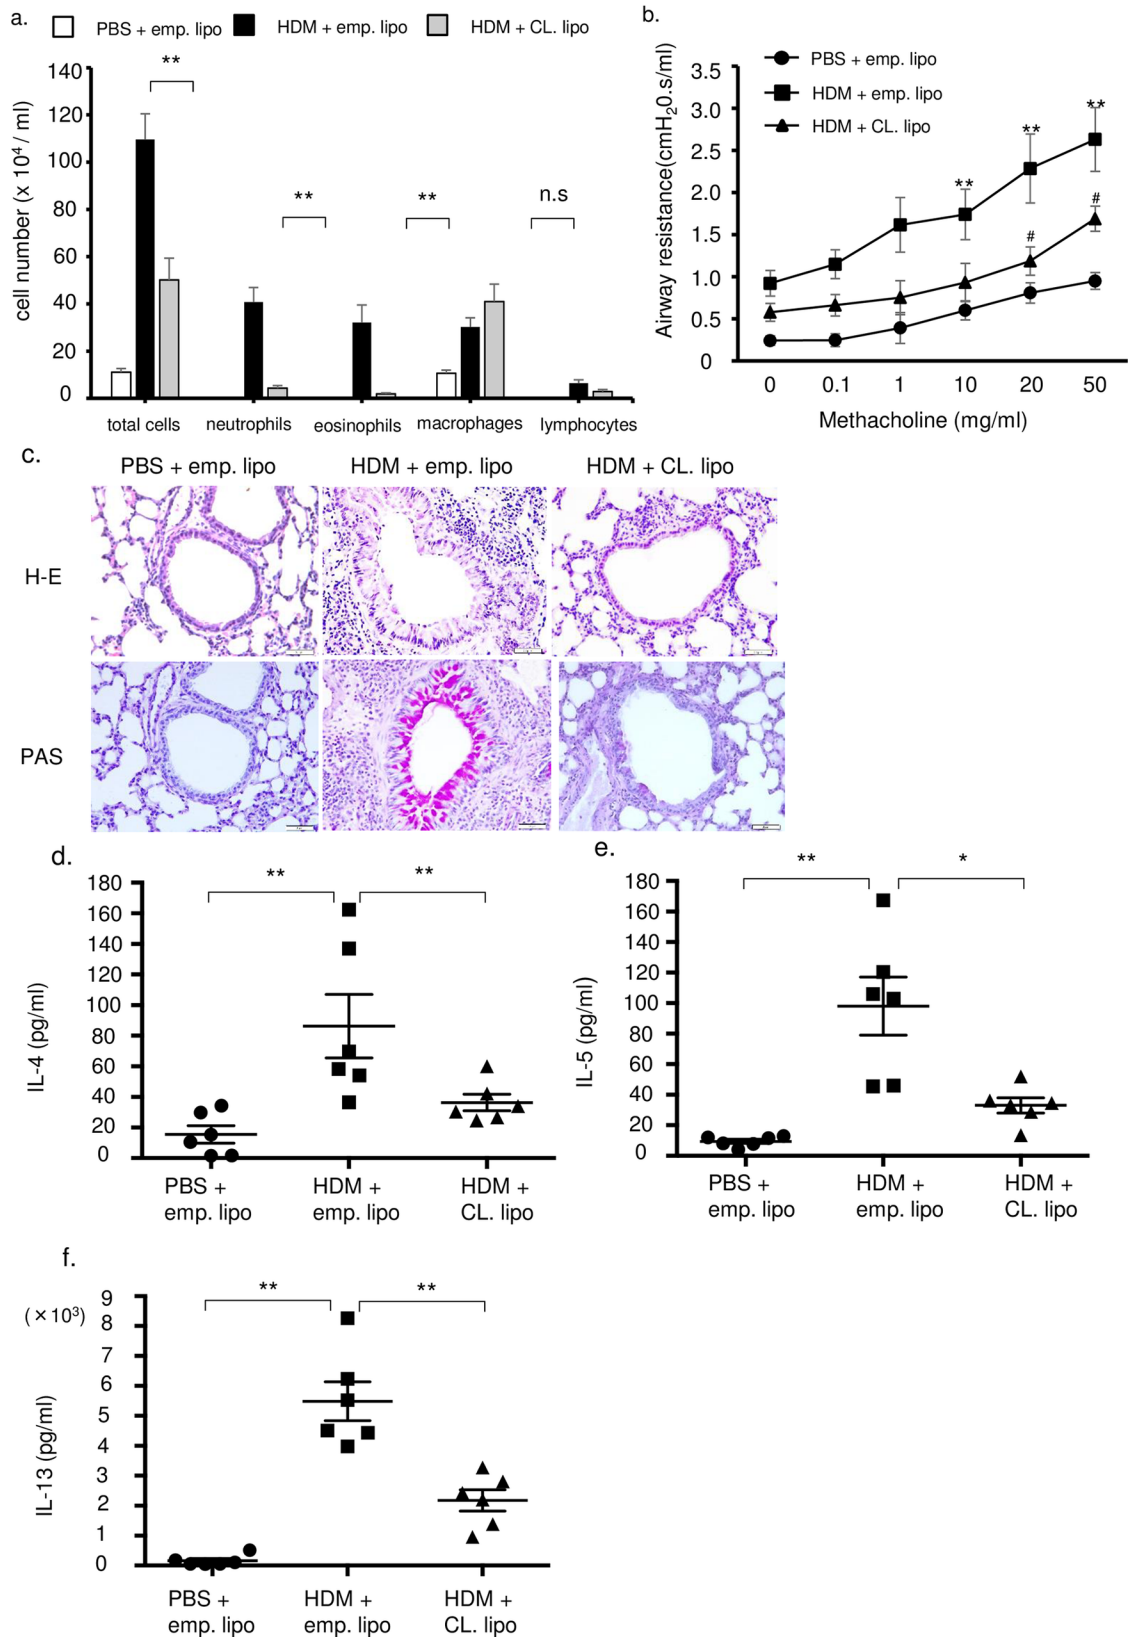 a.
PBS + emp. lipo
HDM + emp. lipo
HDM + CL. lipo
cell number (x 10⁴ / ml)
140
120
100
80
60
40
20
0
**
**
**
n.s
total cells
neutrophils
eosinophils
macrophages
lymphocytes
b.
PBS + emp. lipo
HDM + emp. lipo
HDM + CL. lipo
Airway resistance(cmH₂0.s/ml)
3.5
3.0
2.5
2.0
1.5
1.0
0.5
0
**
**
**
#
#
0 0.1 1 10 20 50
Methacholine (mg/ml)
c.
PBS + emp. lipo
HDM + emp. lipo
HDM + CL. lipo
H-E
PAS
d.
IL-4 (pg/ml)
180
160
140
120
100
80
60
40
20
0
**
**
PBS +
emp. lipo
HDM +
emp. lipo
HDM +
CL. lipo
e.
IL-5 (pg/ml)
180
160
140
120
100
80
60
40
20
0
**
*
PBS +
emp. lipo
HDM +
emp. lipo
HDM +
CL. lipo
f.
(×10³)
IL-13 (pg/ml)
9
8
7
6
5
4
3
2
1
0
**
**
PBS +
emp. lipo
HDM +
emp. lipo
HDM +
CL. lipo